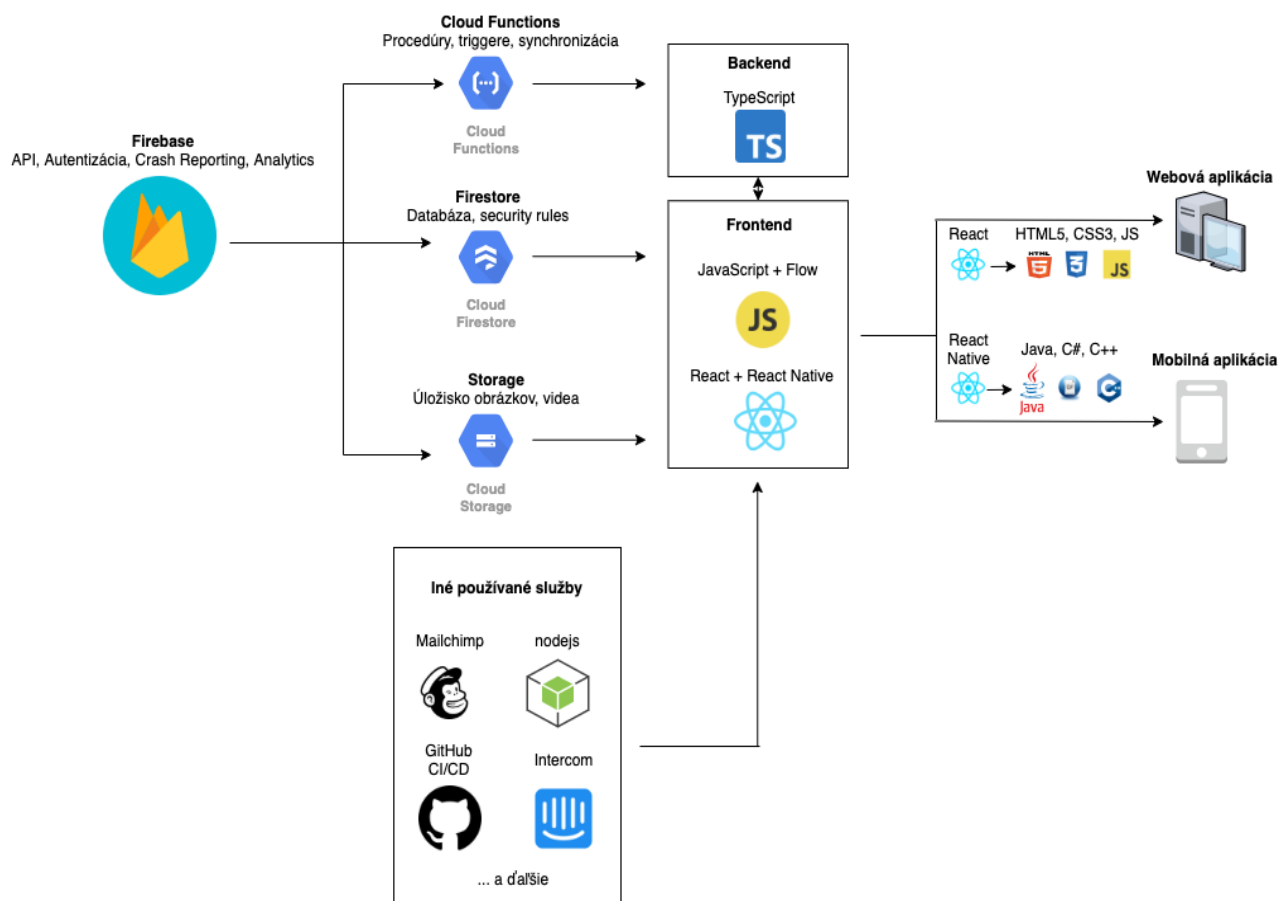 Cloud Functions
Procedúry, triggere, synchronizácia
Cloud
Functions
Firebase
API, Autentizácia, Crash Reporting, Analytics
Firestore
Databáza, security rules
Cloud
Firestore
Storage
Úložisko obrázkov, videa
Cloud
Storage
Backend
TypeScript
TS
Frontend
JavaScript + Flow
JS
React + React Native
Webová aplikácia
React
HTML5, CSS3, JS
HTML
5
3
JS
React
Native
Java, C#, C++
Java
C++
Mobilná aplikácia
Iné používané služby
Mailchimp
nodejs
GitHub
CI/CD
Intercom
... a ďaľšie